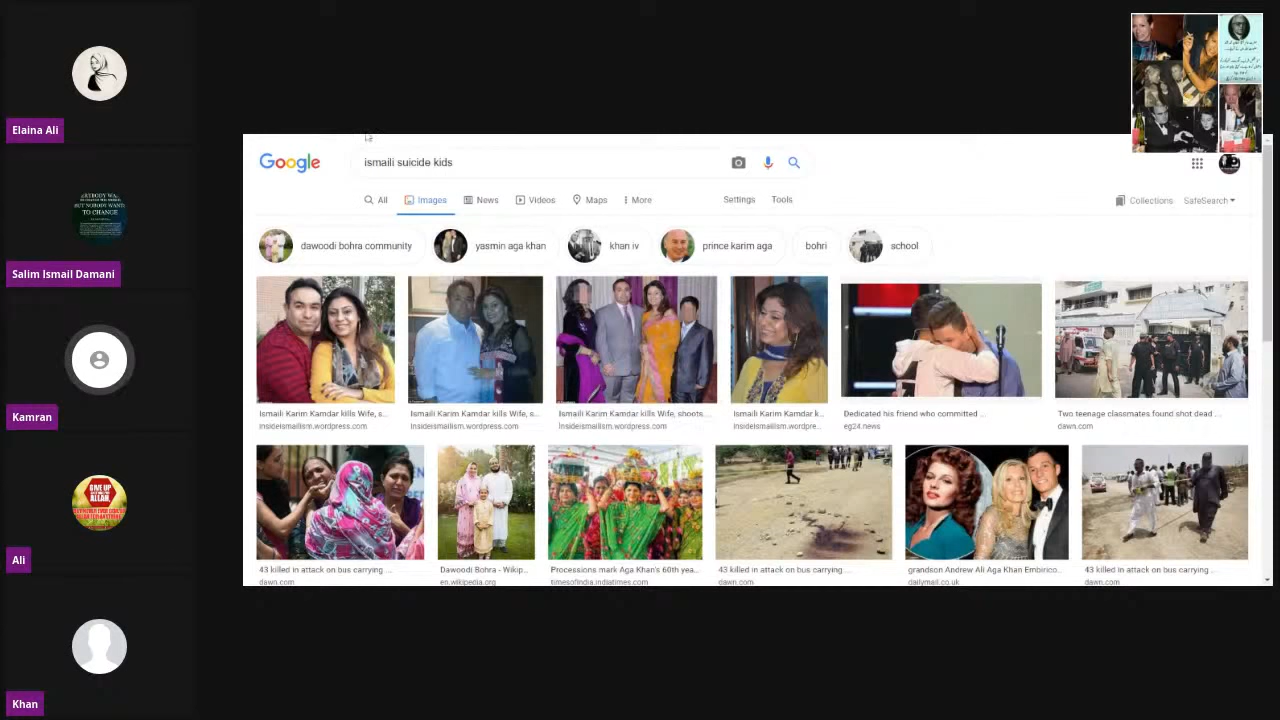 Elaina Ali
Salim Ismail Damani
Kamran
Ali
Khan
Google
ismaili suicide kids
All
Images
News
Videos
Maps
More
Settings
Tools
Collections
SafeSearch
dawoodi bohra community
yasmin aga khan
khan iv
prince karim aga
bohri
school
Ismaili Karim Kamdar kills Wife, s...
insideismailism.wordpress.com
Ismaili Karim Kamdar kills Wife, s...
insideismailism.wordpress.com
Ismaili Karim Kamdar kills Wife, shoots...
insideismailism.wordpress.com
Ismaili Karim Kamdar k...
insideismailism.wordpre...
Dedicated his friend who committed ...
eg24.news
Two teenage classmates found shot dead ...
dawn.com
43 killed in attack on bus carrying ...
dawn.com
Dawoodi Bohra - Wikip...
en.wikipedia.org
Processions mark Aga Khan's 60th yea...
timesofindia.indiatimes.com
43 killed in attack on bus carrying ...
dawn.com
grandson Andrew Ali Aga Khan Embirico...
dailymail.co.uk
43 killed in attack on bus carrying ...
dawn.com
TO CHANGE
GIVE UP
ALLAH,